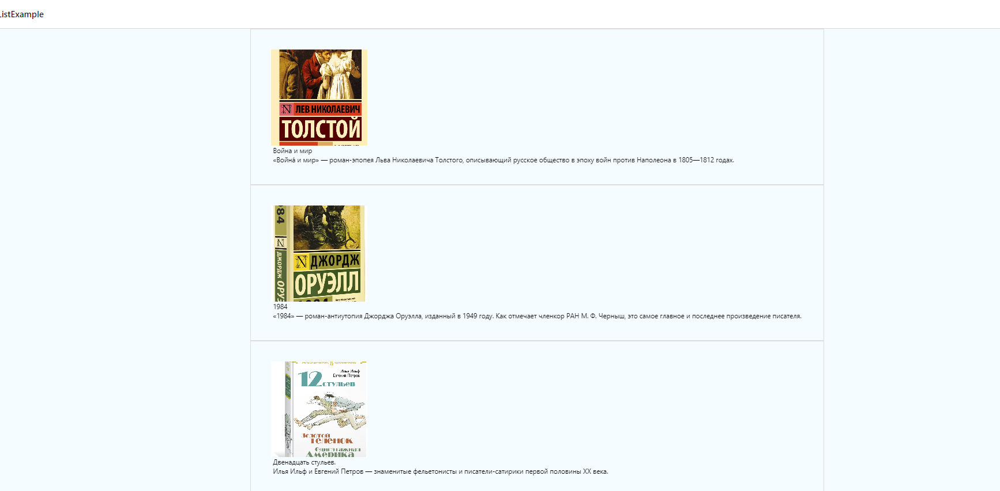 ListExample
ЛЕВ НИКОЛАЕВИЧ
ТОЛСТОЙ
Война и мир
«Война́ и мир» — роман-эпопея Льва Николаевича Толстого, описывающий русское общество в эпоху войн против Наполеона в 1805—1812 годах.
84
ДЖОРДЖ
ДЖОРДЖ
ОРУЭЛЛ
1984
1984
«1984» — роман-антиутопия Джорджа Оруэлла, изданный в 1949 году. Как отмечает членкор РАН М. Ф. Черныш, это самое главное и последнее произведение писателя.
Илья Ильф
Евгений Петров
12
стульев
Золотой
теленок
Одноэтажная
Америка
Двенадцать стульев.
Илья Ильф и Евгений Петров — знаменитые фельетонисты и писатели-сатирики первой половины XX века.